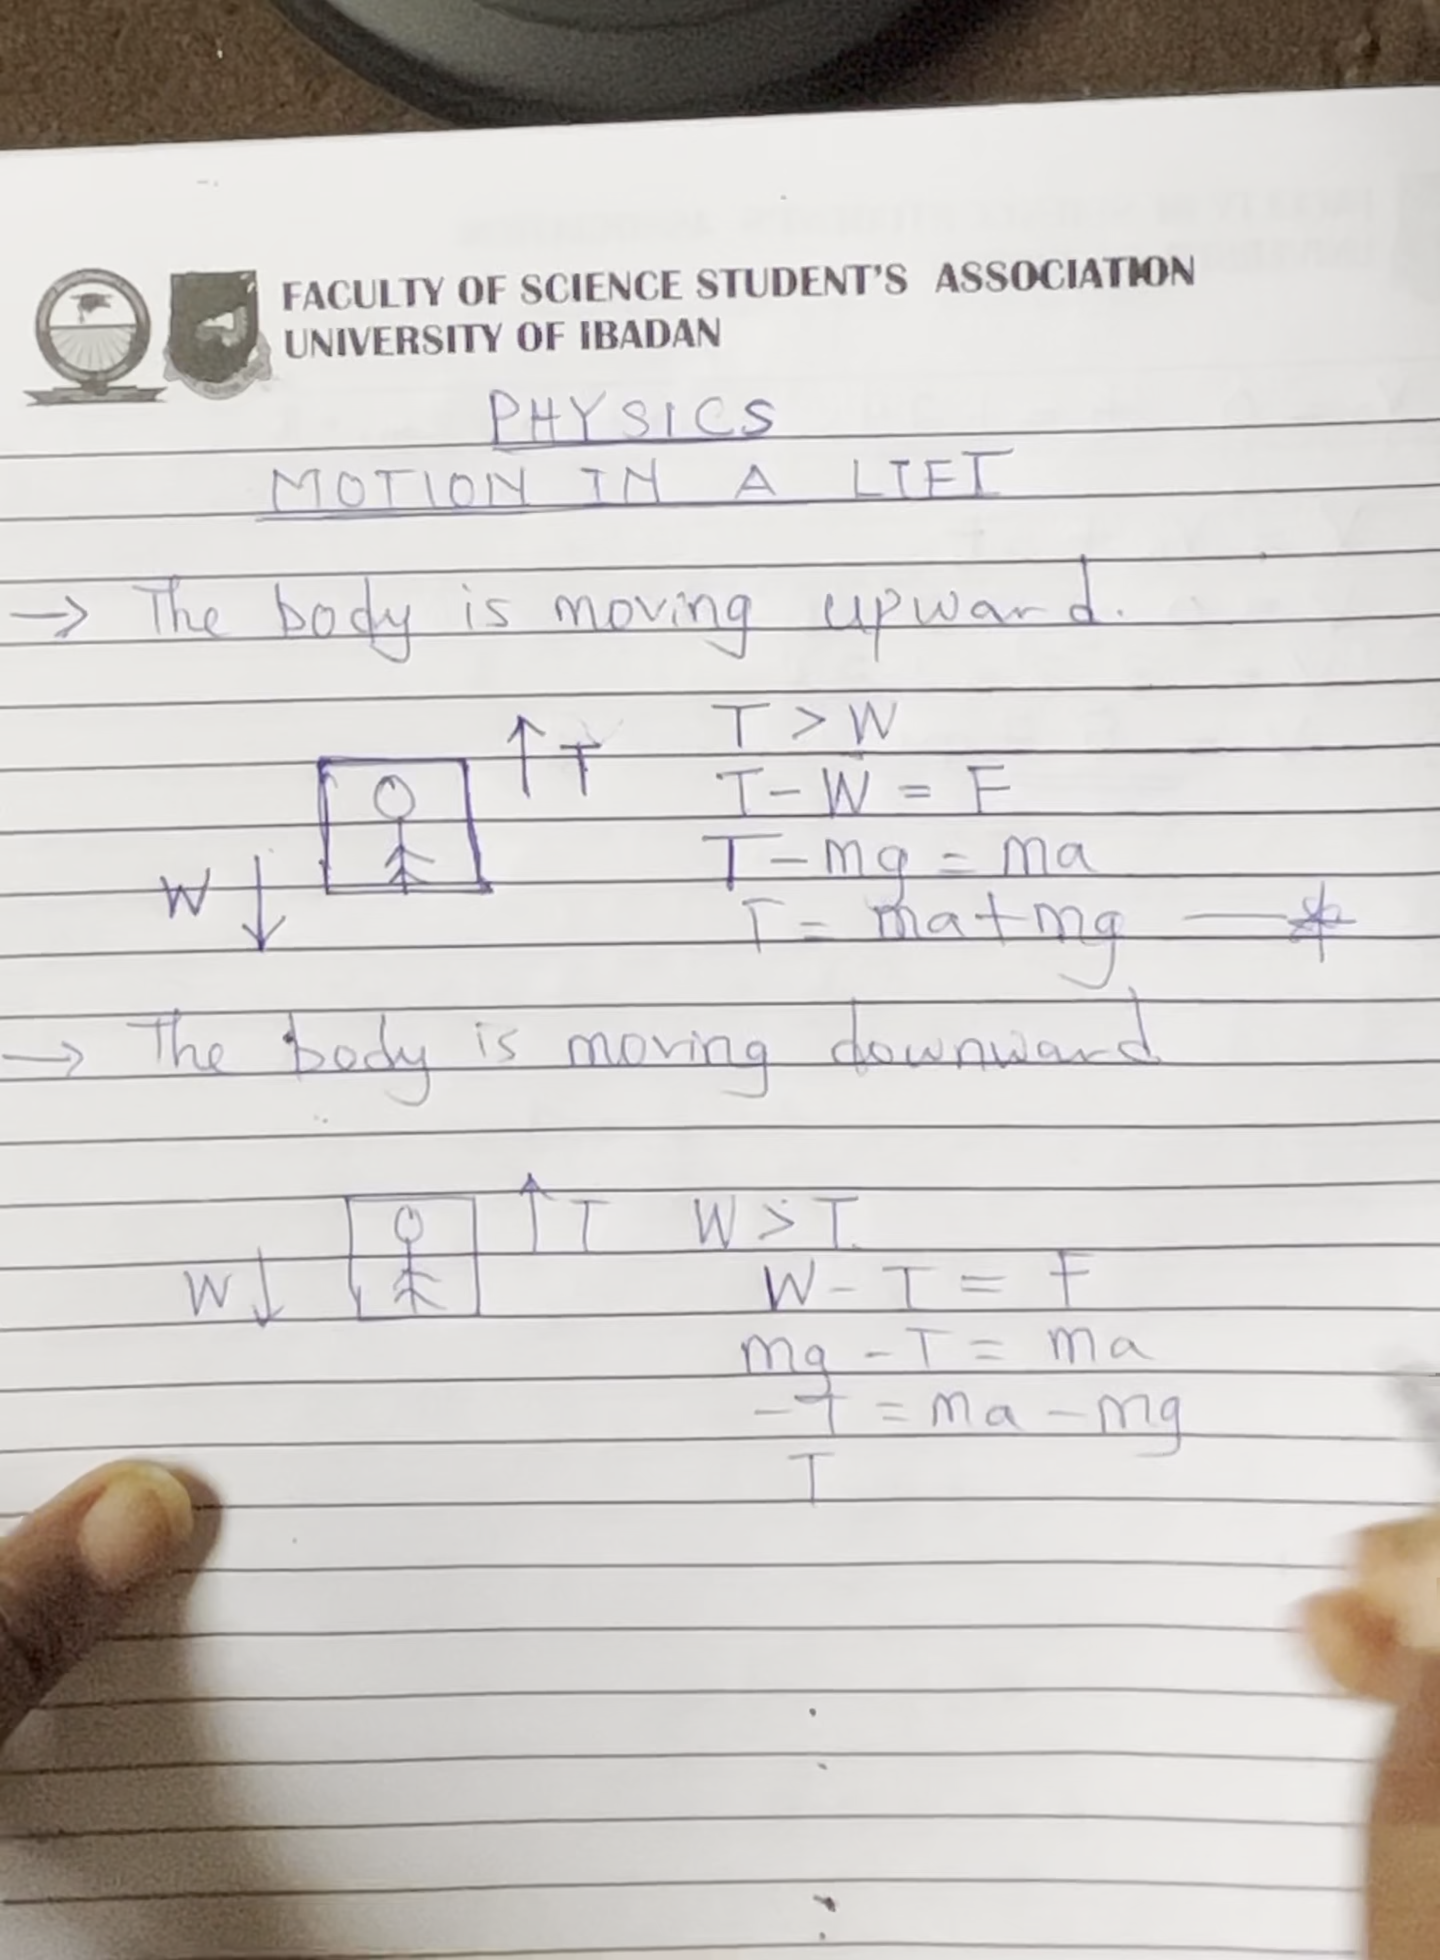 FACULTY OF SCIENCE STUDENT'S ASSOCIATION
UNIVERSITY OF IBADAN
PHYSICS
MOTION IN A LIFT
→ The body is moving upward.
↑ T
W ↓
T > W
T - W = F
T - mg = ma
T = ma + mg — *
→ The body is moving downward
↑ T
W ↓
W > T
W - T = F
mg - T = ma
-T = ma - mg
T